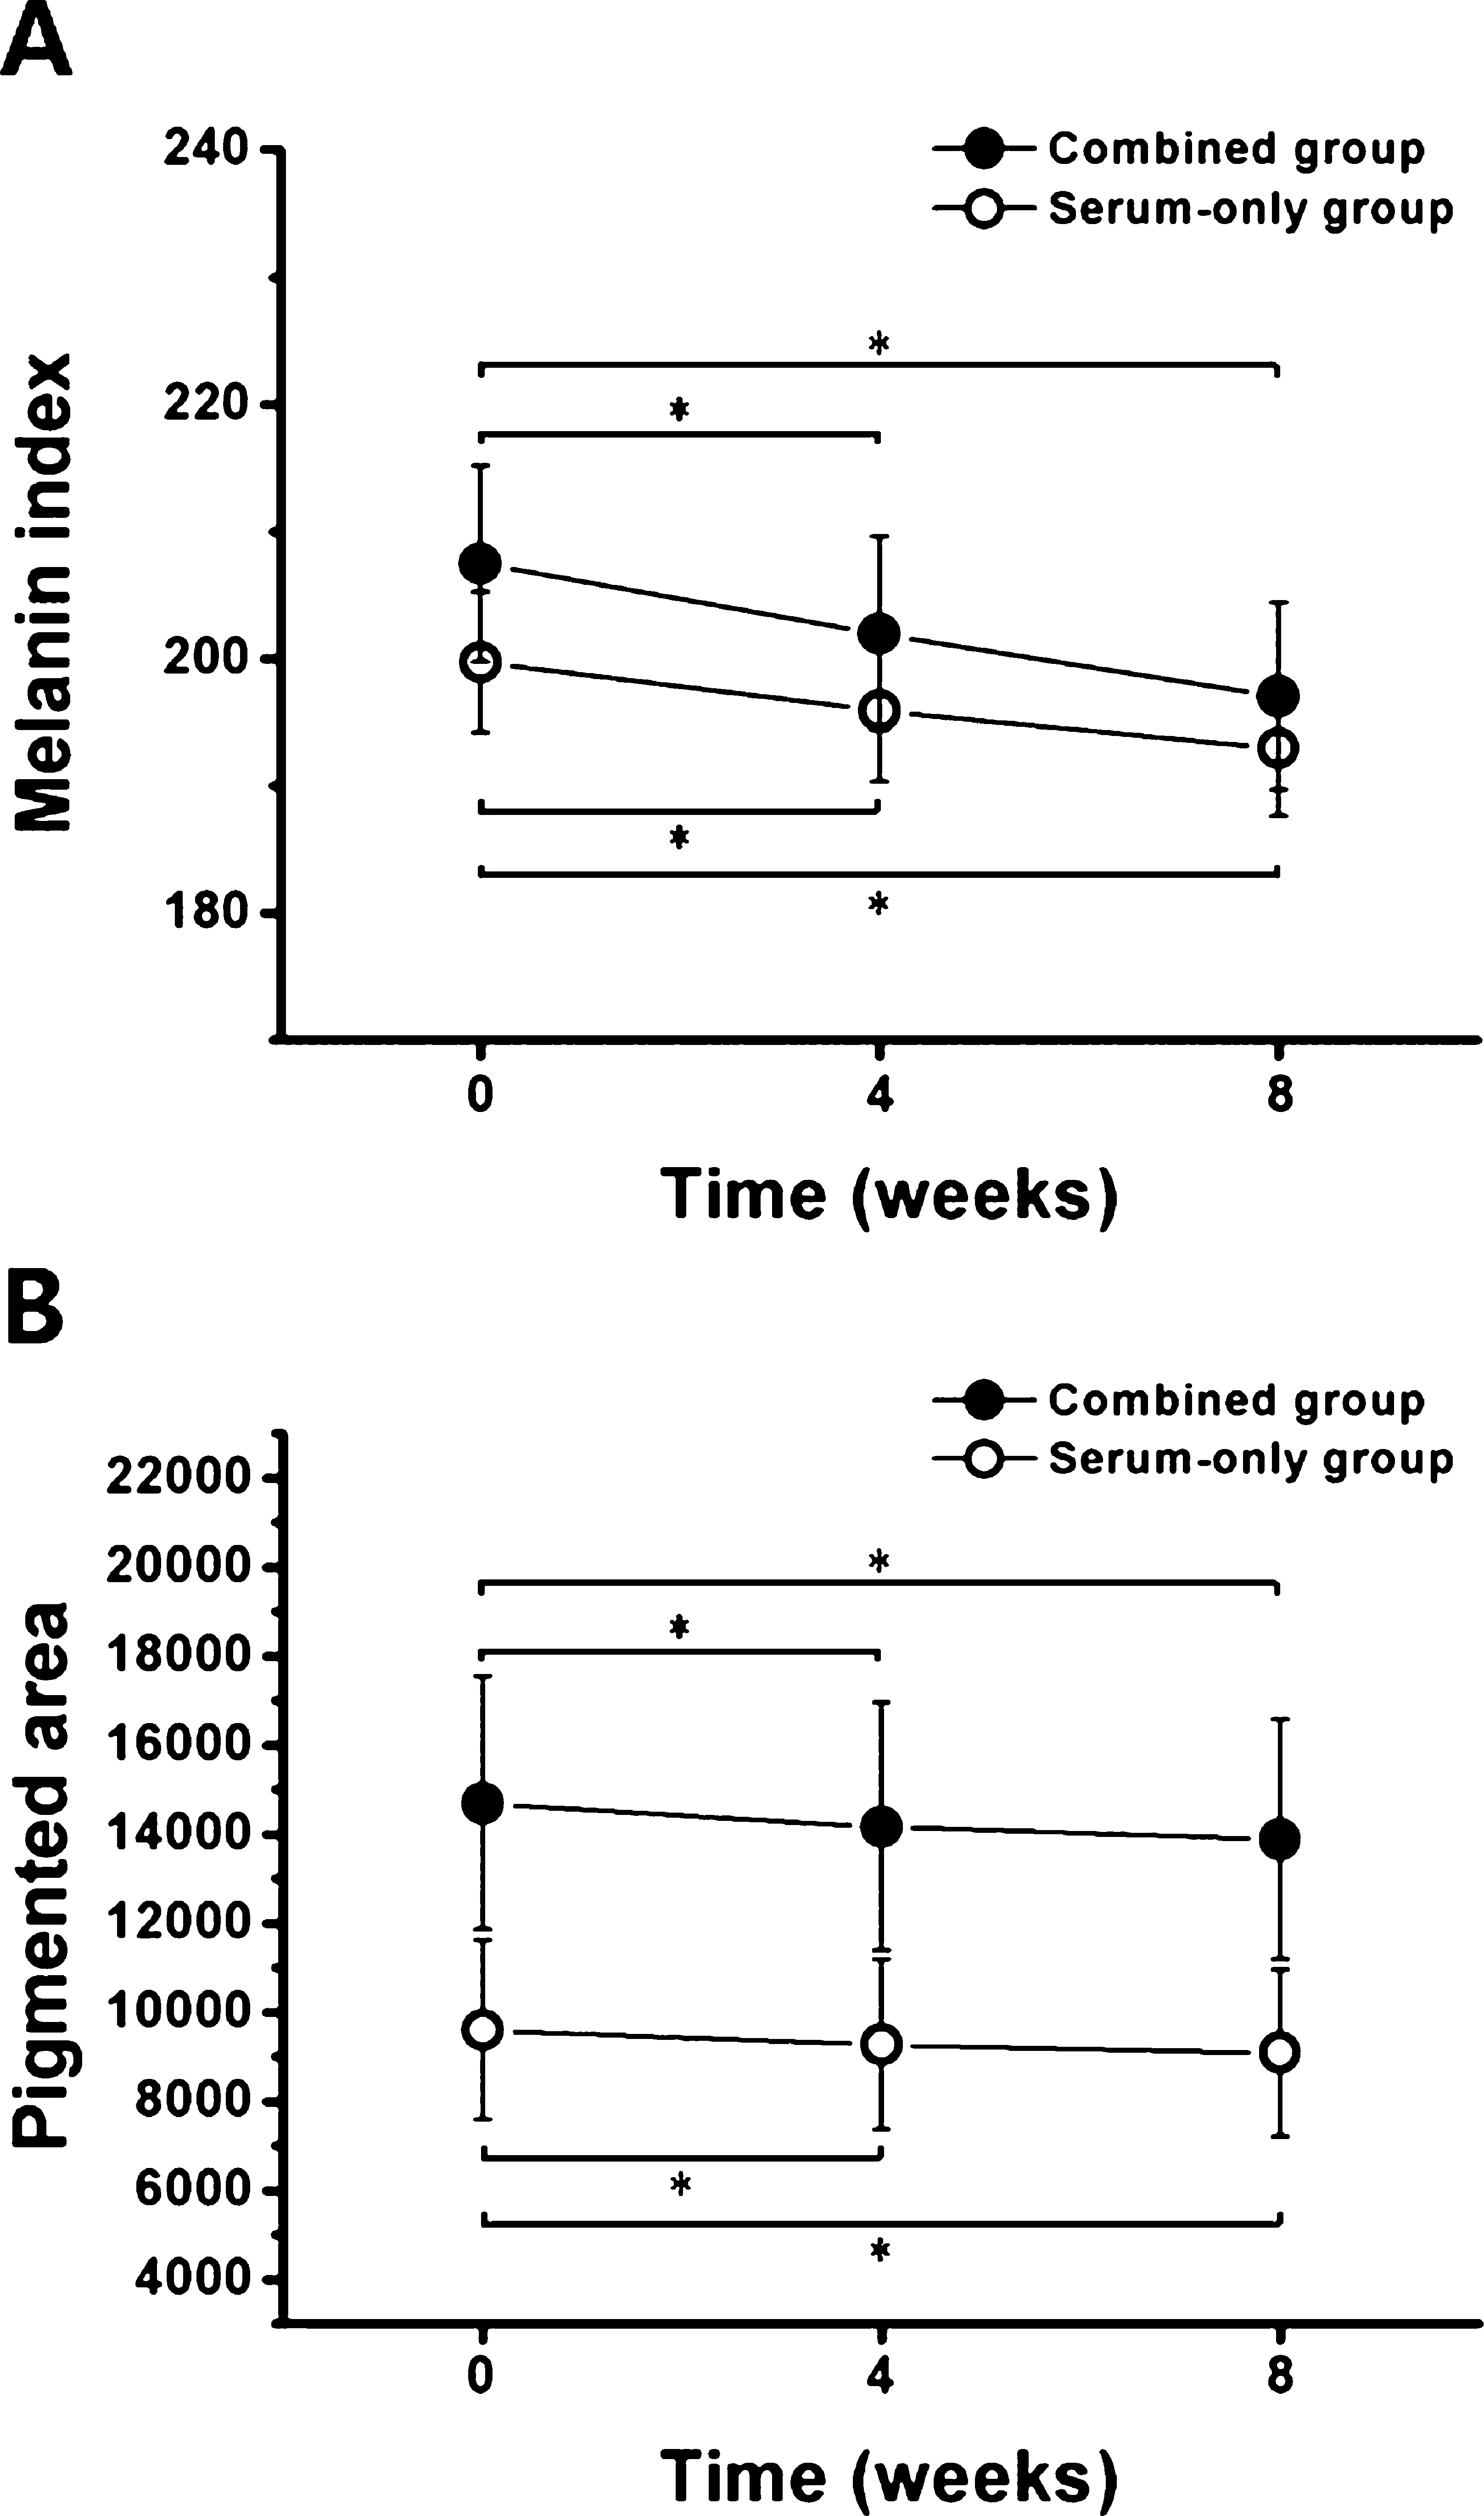 A
240
Combined group
Serum-only group
*
220
*
Melanin index
200
*
180
*
0 4 8
Time (weeks)
B
Combined group
Serum-only group
22000
20000
*
18000
*
16000
Pigmented area
14000
12000
10000
8000
6000
*
4000
*
0 4 8
Time (weeks)